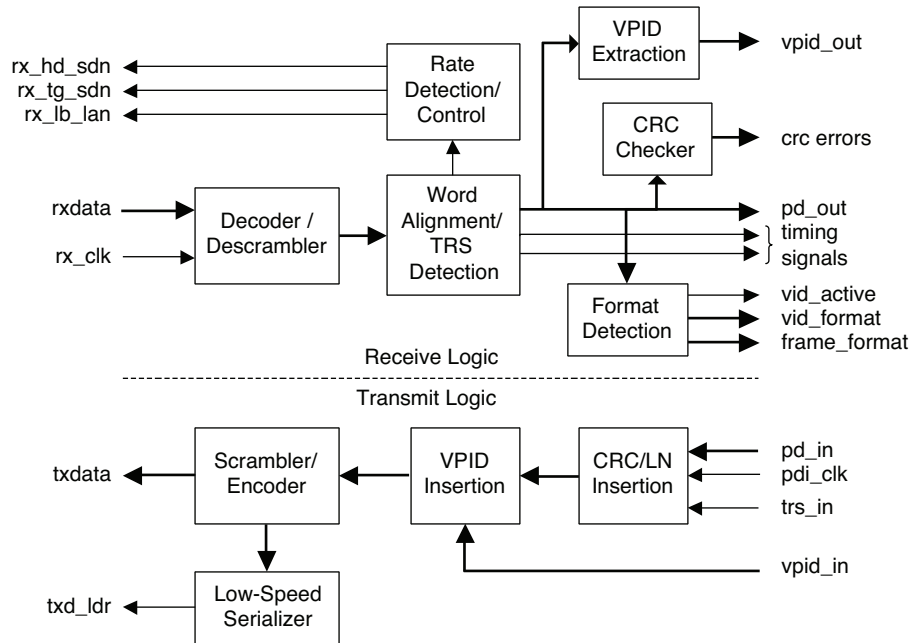 VPID
Extraction
vpid_out
rx_hd_sdn
rx_tg_sdn
rx_lb_lan
Rate
Detection/
Control
CRC
Checker
crc errors
rxdata
rx_clk
Decoder /
Descrambler
Word
Alignment/
TRS
Detection
pd_out
timing
signals
Format
Detection
vid_active
vid_format
frame_format
Receive Logic
Transmit Logic
txdata
Scrambler/
Encoder
VPID
Insertion
CRC/LN
Insertion
pd_in
pdi_clk
trs_in
vpid_in
txd_ldr
Low-Speed
Serializer